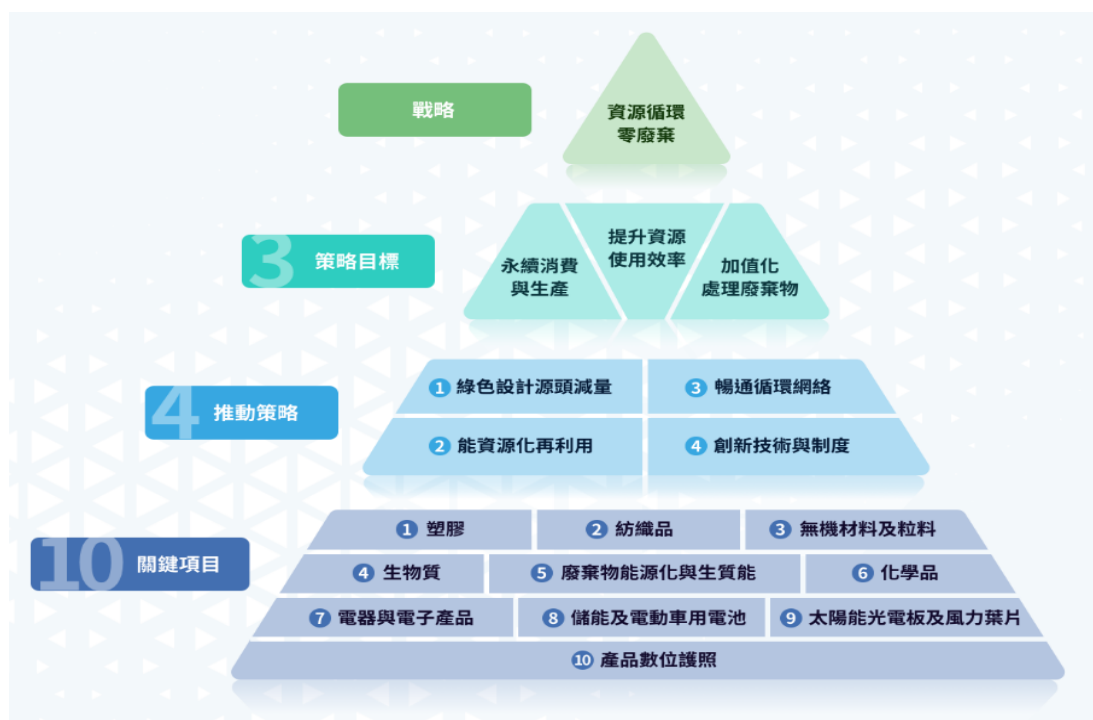 戰略
資源循環
零廢棄
3 策略目標
永續消費
與生產
提升資源
使用效率
加值化
處理廢棄物
4 推動策略
1 綠色設計源頭減量
3 暢通循環網絡
2 能資源化再利用
4 創新技術與制度
10 關鍵項目
1 塑膠
2 紡織品
3 無機材料及粒料
4 生物質
5 廢棄物能源化與生質能
6 化學品
7 電器與電子產品
8 儲能及電動車用電池
9 太陽能光電板及風力葉片
10 產品數位護照